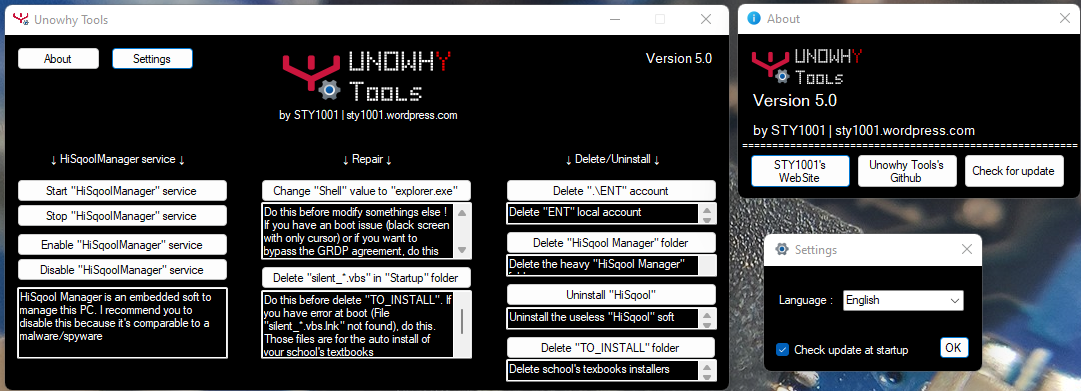 Unowhy Tools
About
Settings
UNOWHY
Tools
by STY1001 | sty1001.wordpress.com
Version 5.0
↓ HiSqoolManager service ↓
Start "HiSqoolManager" service
Stop "HiSqoolManager" service
Enable "HiSqoolManager" service
Disable "HiSqoolManager" service
HiSqool Manager is an embedded soft to
manage this PC. I recommend you to
disable this because it's comparable to a
malware/spyware
↓ Repair ↓
Change "Shell" value to "explorer.exe"
Do this before modify somethings else !
If you have an boot issue (black screen
with only cursor) or if you want to
bypass the GRDP agreement, do this
Delete "silent_*.vbs" in "Startup" folder
Do this before delete "TO_INSTALL". If
you have error at boot (File
"silent_*.vbs.lnk" not found), do this.
Those files are for the auto install of
your school's textbooks
↓ Delete/Uninstall ↓
Delete ".\ENT" account
Delete "ENT" local account
Delete "HiSqool Manager" folder
Delete the heavy "HiSqool Manager"
Uninstall "HiSqool"
Uninstall the useless "HiSqool" soft
Delete "TO_INSTALL" folder
Delete school's texbooks installers
About
UNOWHY
Tools
Version 5.0
by STY1001 | sty1001.wordpress.com
STY1001's
WebSite
Unowhy Tools's
Github
Check for update
Settings
Language :
English
Check update at startup
OK